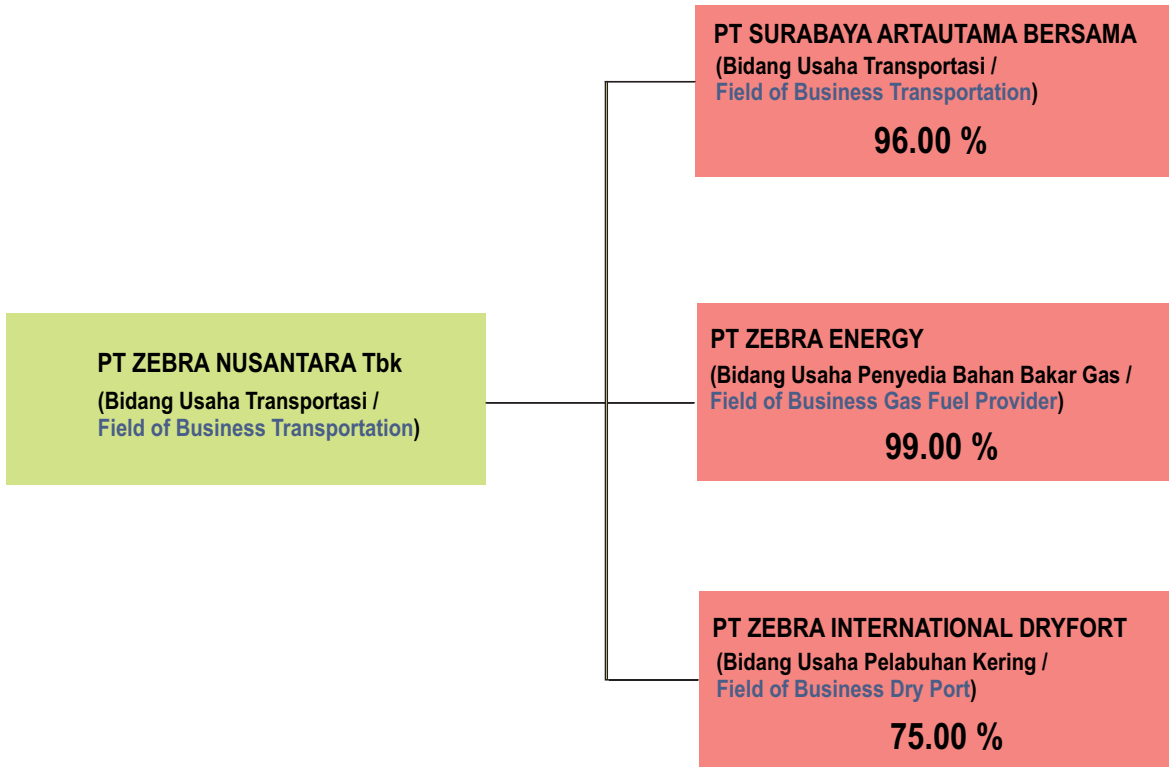 PT SURABAYA ARTAUTAMA BERSAMA
(Bidang Usaha Transportasi /
Field of Business Transportation)
96.00 %
PT ZEBRA NUSANTARA Tbk
(Bidang Usaha Transportasi /
Field of Business Transportation)
PT ZEBRA ENERGY
(Bidang Usaha Penyedia Bahan Bakar Gas /
Field of Business Gas Fuel Provider)
99.00 %
PT ZEBRA INTERNATIONAL DRYFORT
(Bidang Usaha Pelabuhan Kering /
Field of Business Dry Port)
75.00 %